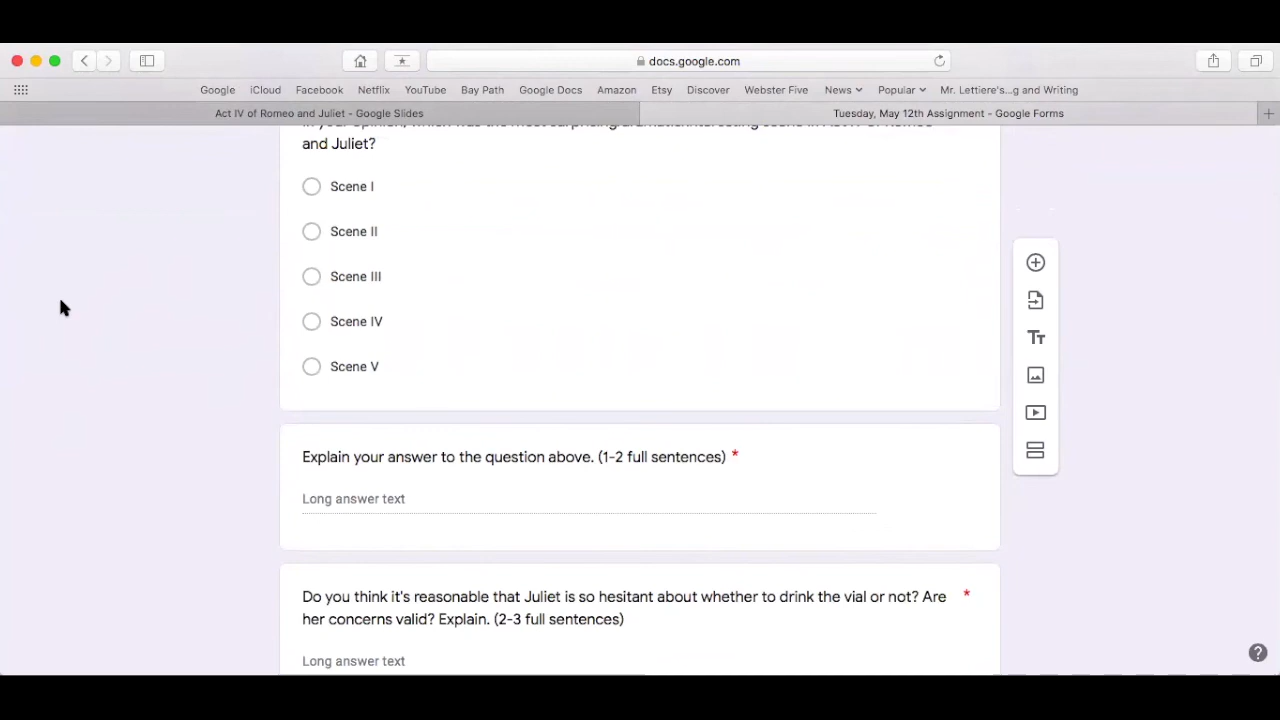 docs.google.com
Google iCloud Facebook Netflix YouTube Bay Path Google Docs Amazon Etsy Discover Webster Five News Popular Mr. Lettiere's...g and Writing
Act IV of Romeo and Juliet - Google Slides
Tuesday, May 12th Assignment - Google Forms
and Juliet?
Scene I
Scene II
Scene III
Scene IV
Scene V
Explain your answer to the question above. (1-2 full sentences) *
Long answer text
Do you think it's reasonable that Juliet is so hesitant about whether to drink the vial or not? Are *
her concerns valid? Explain. (2-3 full sentences)
Long answer text